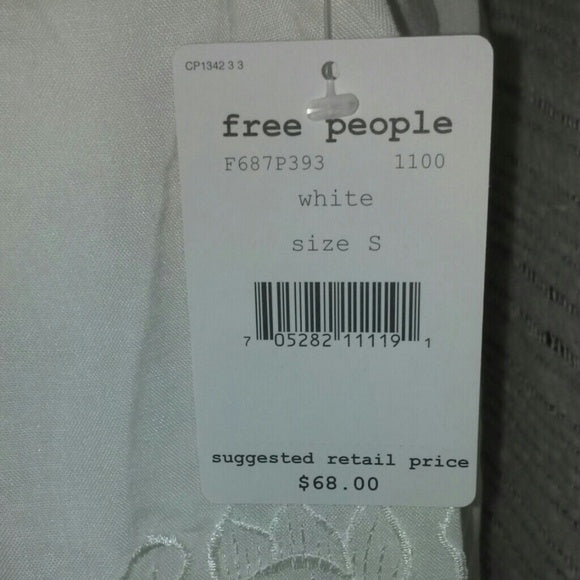 CP1342 3 3
free people
F687P393 1100
white
size S
7 05282 11119 1
suggested retail price
$68.00